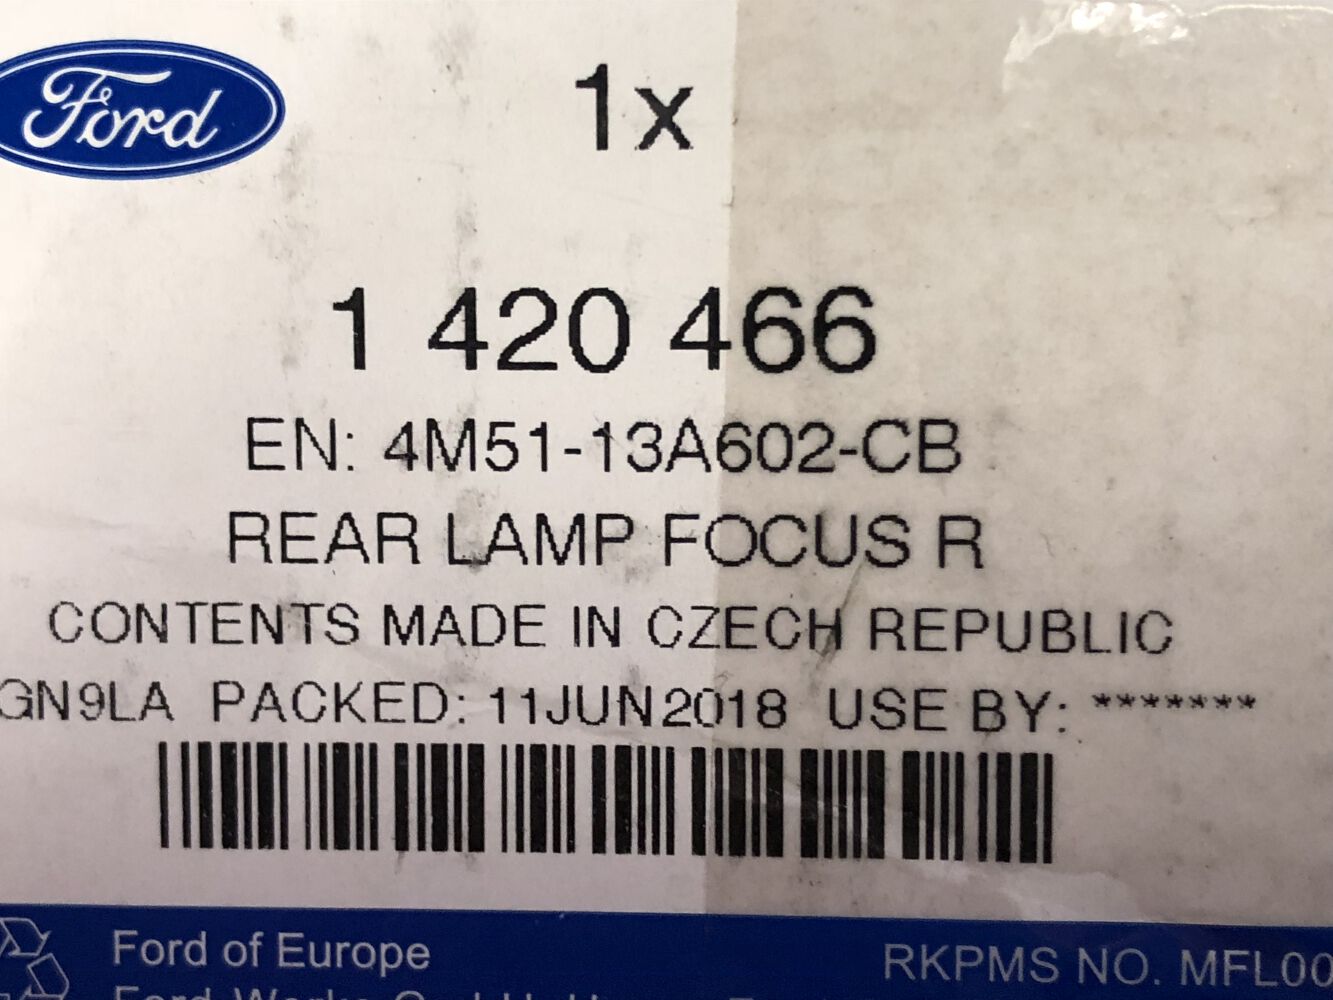 Ford
1x
1 420 466
EN: 4M51-13A602-CB
REAR LAMP FOCUS R
CONTENTS MADE IN CZECH REPUBLIC
GN9LA PACKED: 11JUN2018 USE BY: *******
Ford of Europe
RKPMS NO. MFL00